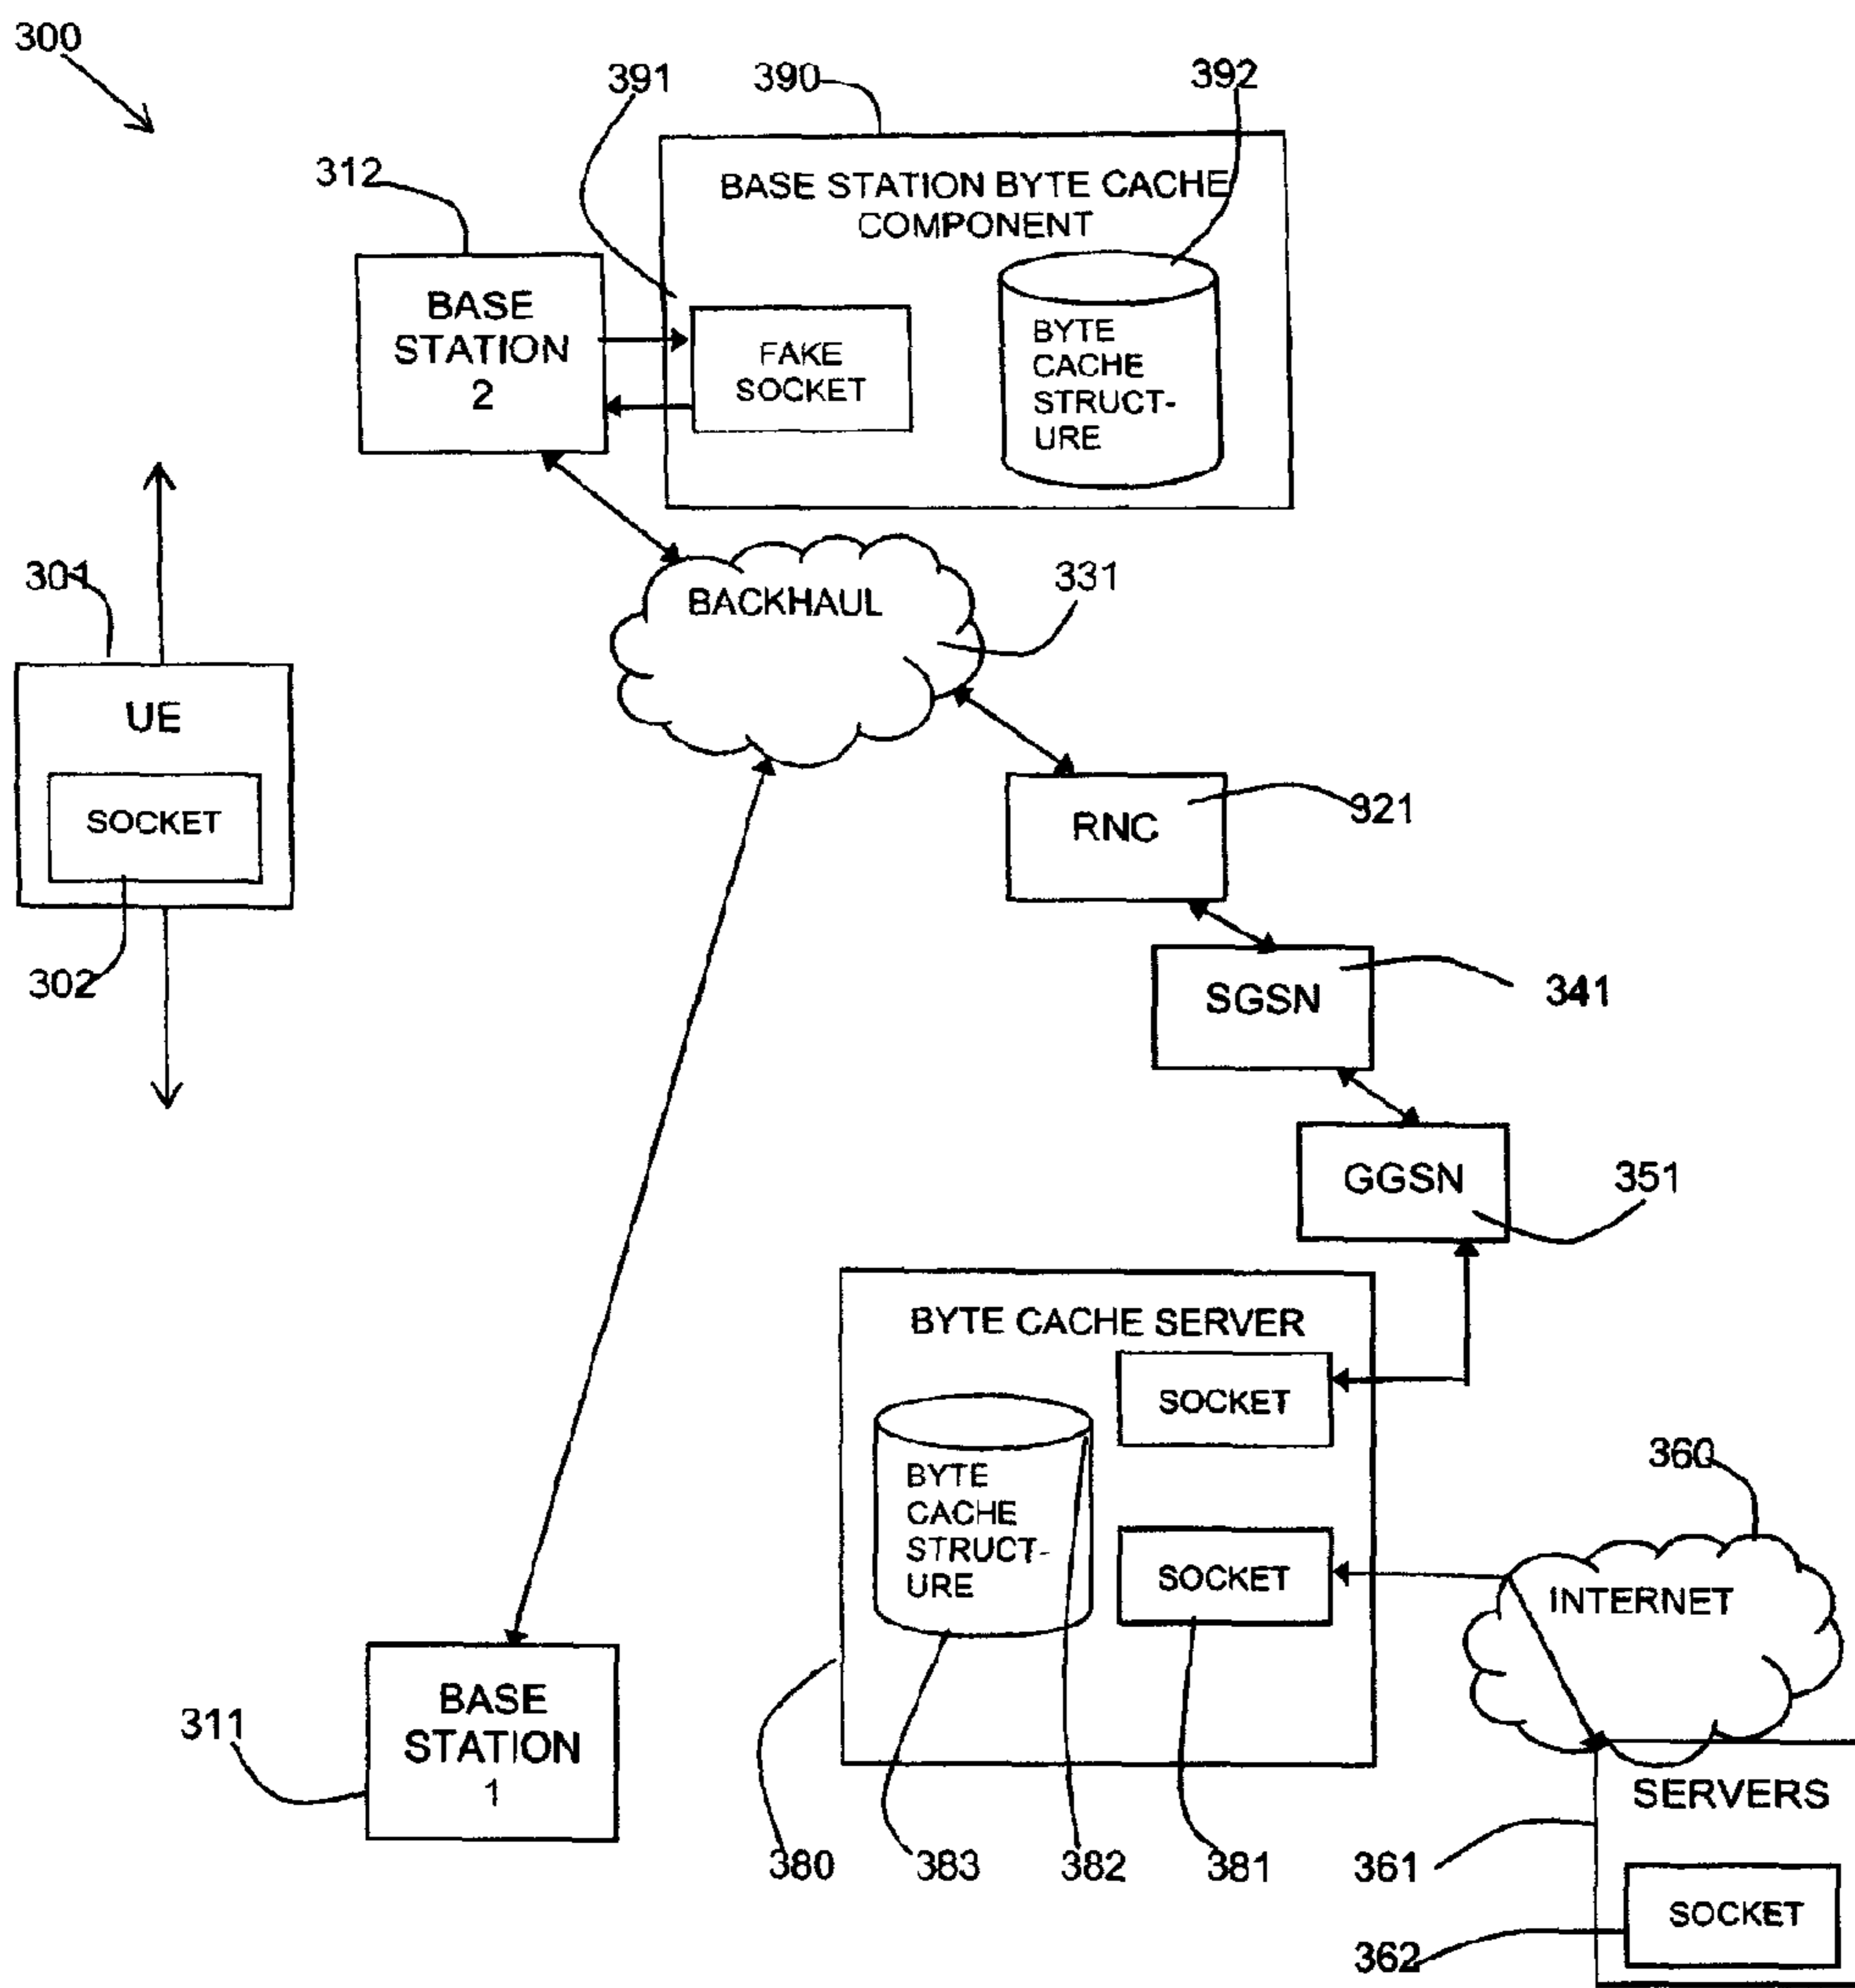 300
391
390
392
312
BASE STATION BYTE CACHE
COMPONENT
BASE
STATION
2
FAKE
SOCKET
BYTE
CACHE
STRUCT-
URE
301
BACKHAUL
331
UE
SOCKET
302
RNC
321
SGSN
341
GGSN
351
BYTE CACHE SERVER
SOCKET
BYTE
CACHE
STRUCT-
URE
SOCKET
360
INTERNET
311
BASE
STATION
1
SERVERS
380
383
382
381
361
SOCKET
362